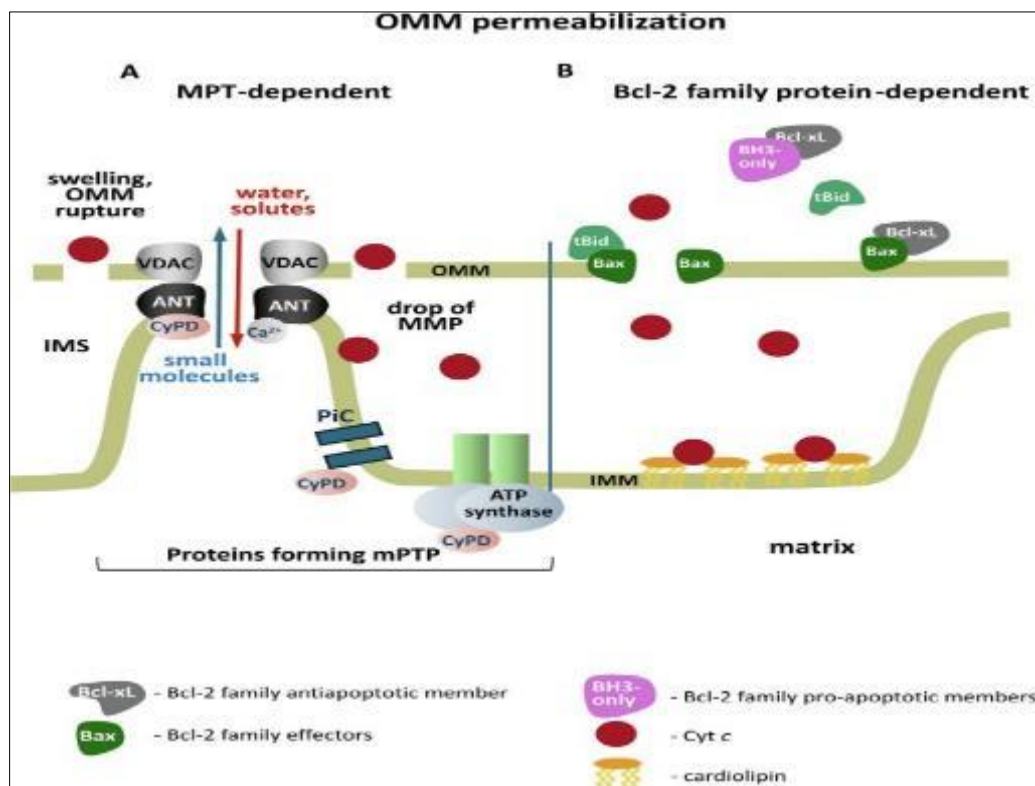 OMM permeabilization
A
MPT-dependent
B
Bcl-2 family protein-dependent
swelling,
OMM
rupture
water,
solutes
VDAC
VDAC
ANT
ANT
CyPD
Ca²⁺
IMS
small
molecules
drop of
MMP
OMM
PiC
CyPD
ATP
synthase
CyPD
Proteins forming mPTP
Bcl-xL
BH3-
only
tBid
tBid
Bax
Bax
Bcl-xL
Bax
IMM
matrix
Bcl-xL - Bcl-2 family antiapoptotic member
Bax - Bcl-2 family effectors
BH3-
only - Bcl-2 family pro-apoptotic members
- Cyt c
- cardiolipin